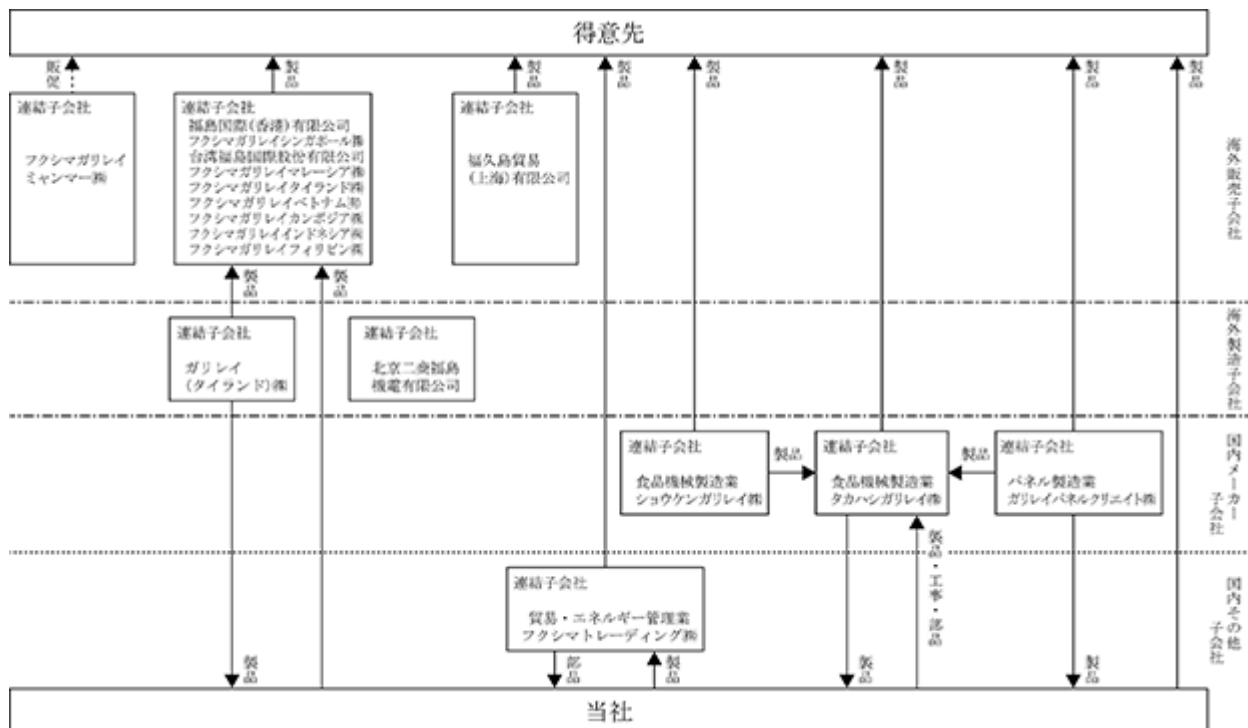 得意先
販促
製品
製品
製品
製品
製品
製品
製品
連結子会社
フクシマガリレイ
ミャンマー㈱
連結子会社
福島国際(香港)有限公司
フクシマガリレイシンガポール㈱
台湾福島国際股份有限公司
フクシマガリレイマレーシア㈱
フクシマガリレイタイランド㈱
フクシマガリレイベトナム㈲
フクシマガリレイカンボジア㈱
フクシマガリレイインドネシア㈱
フクシマガリレイフィリピン㈱
連結子会社
福久島貿易
(上海)有限公司
海外販売子会社
製品
製品
連結子会社
ガリレイ
(タイランド)㈱
連結子会社
北京二商福島
機電有限公司
海外製造子会社
連結子会社
食品機械製造業
ショウケンガリレイ㈱
製品
連結子会社
食品機械製造業
タカハシガリレイ㈱
製品
連結子会社
パネル製造業
ガリレイパネルクリエイト㈱
国内メーカー
子会社
連結子会社
貿易・エネルギー管理業
フクシマトレーディング㈱
製品・工事・部品
国内その他
子会社
製品
部品
製品
製品
製品
当社